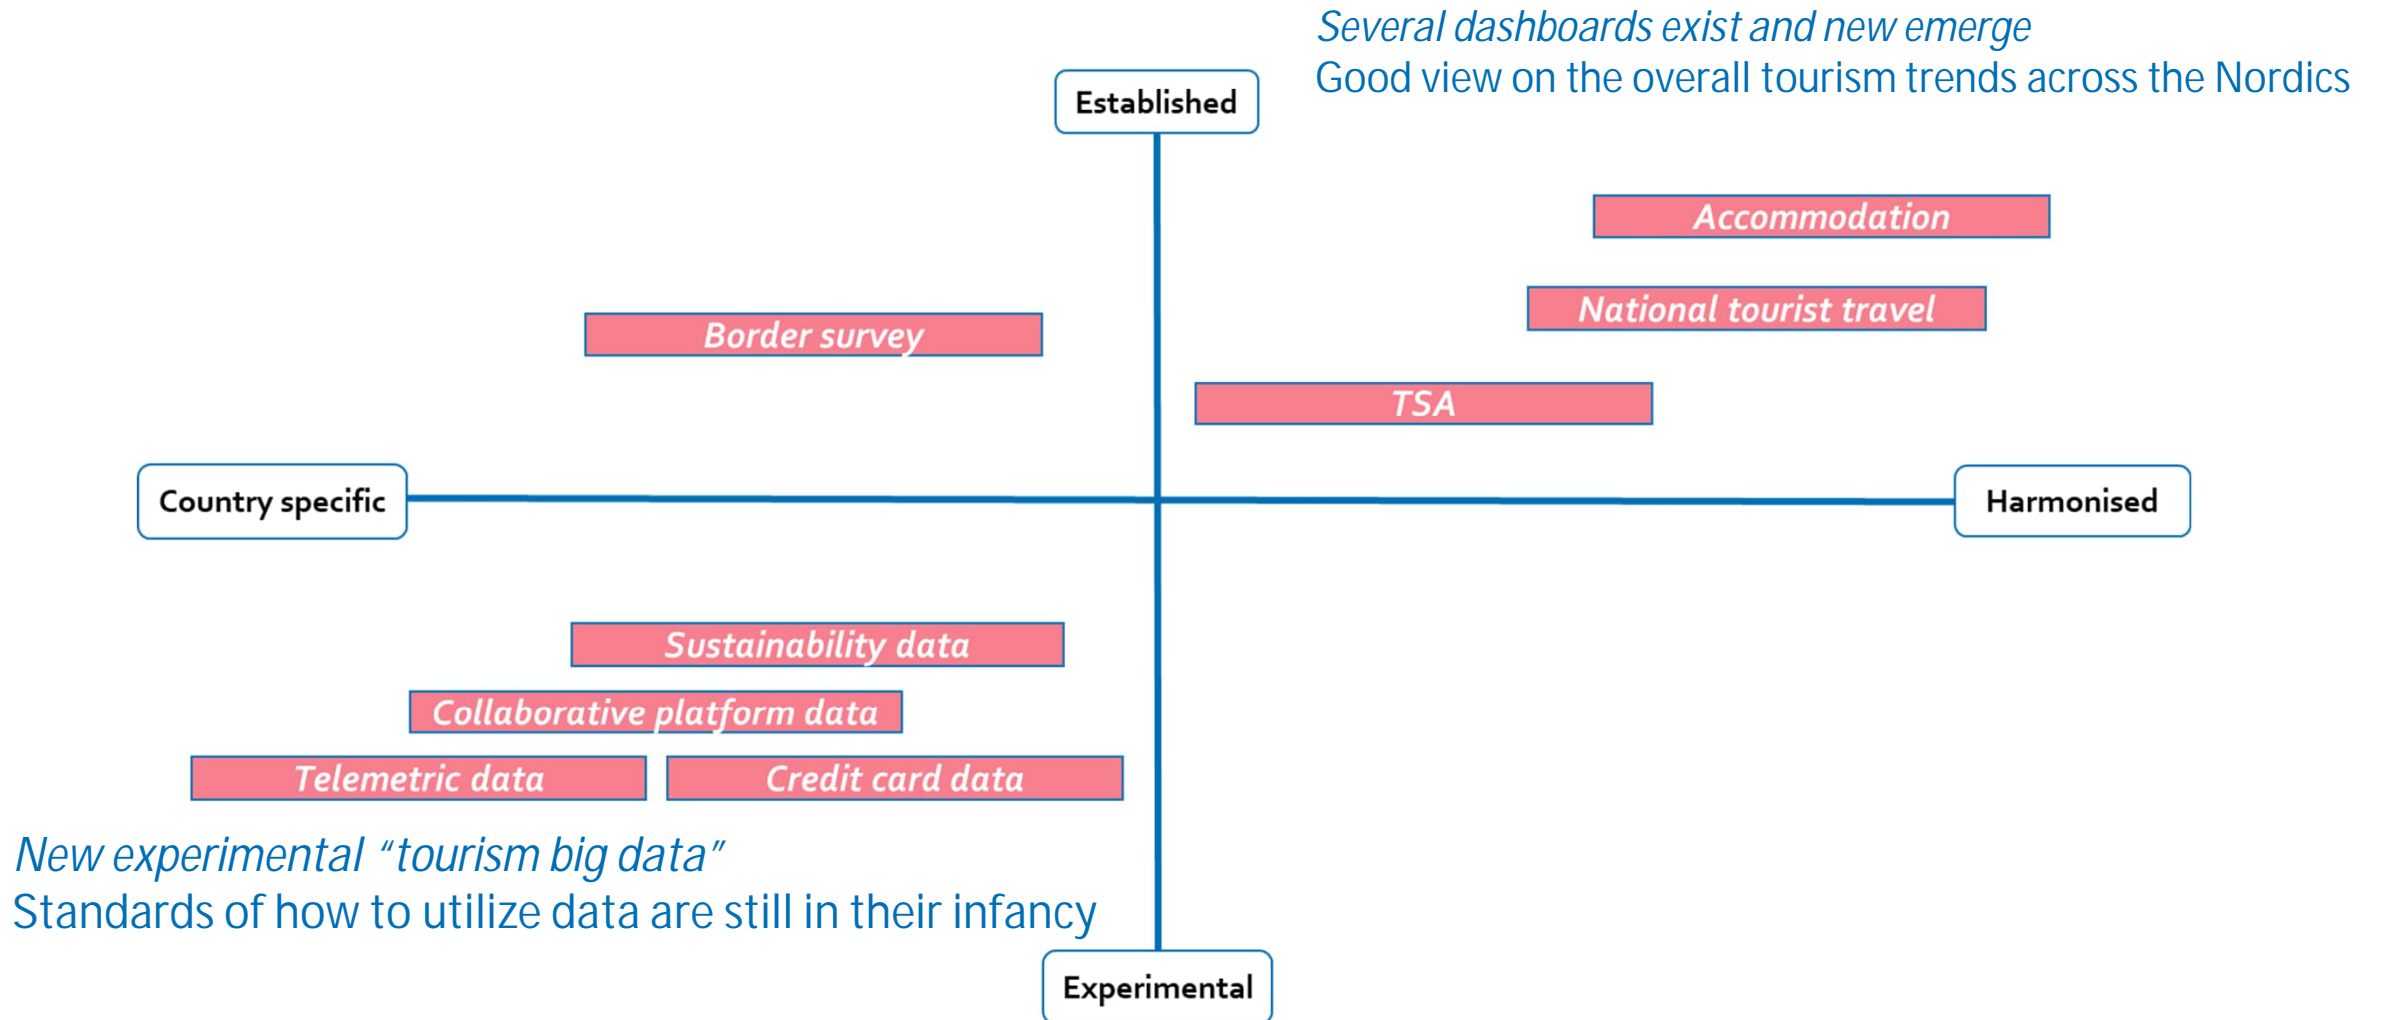 Several dashboards exist and new emerge
Good view on the overall tourism trends across the Nordics
Established
Accommodation
National tourist travel
Border survey
TSA
Country specific
Harmonised
Sustainability data
Collaborative platform data
Telemetric data
Credit card data
New experimental “tourism big data”
Standards of how to utilize data are still in their infancy
Experimental